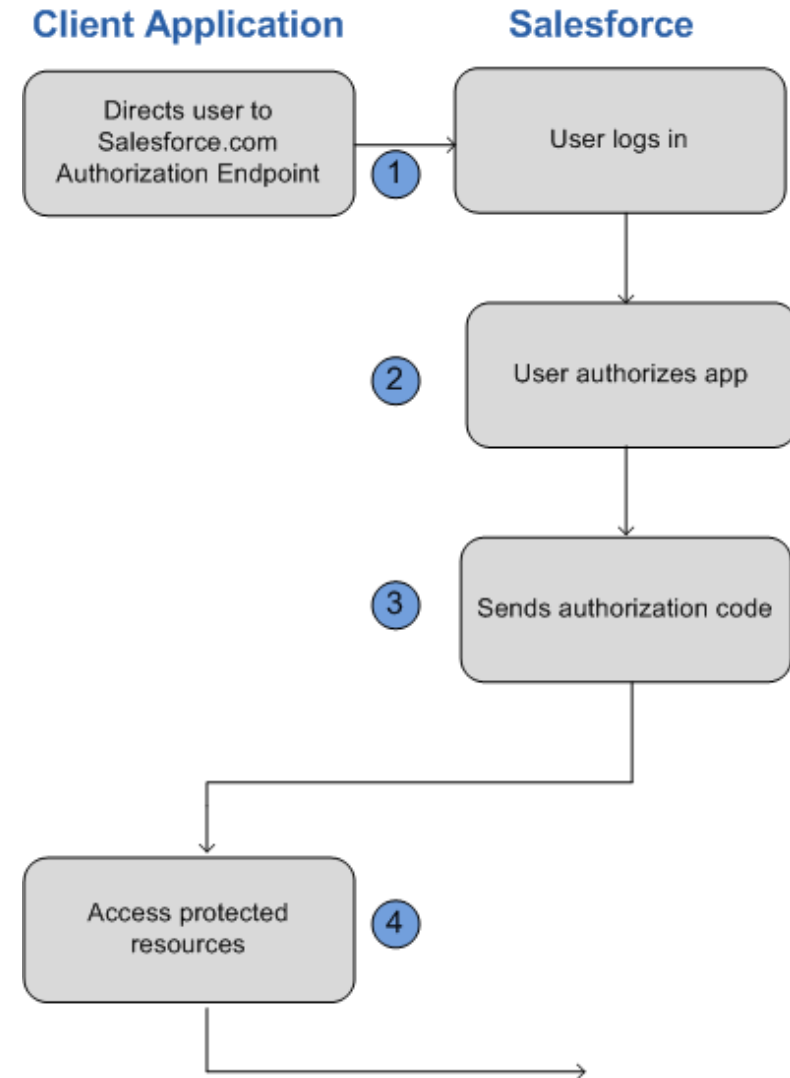 Client Application
Salesforce
Directs user to
Salesforce.com
Authorization Endpoint
1
User logs in
2
User authorizes app
3
Sends authorization code
Access protected
resources
4